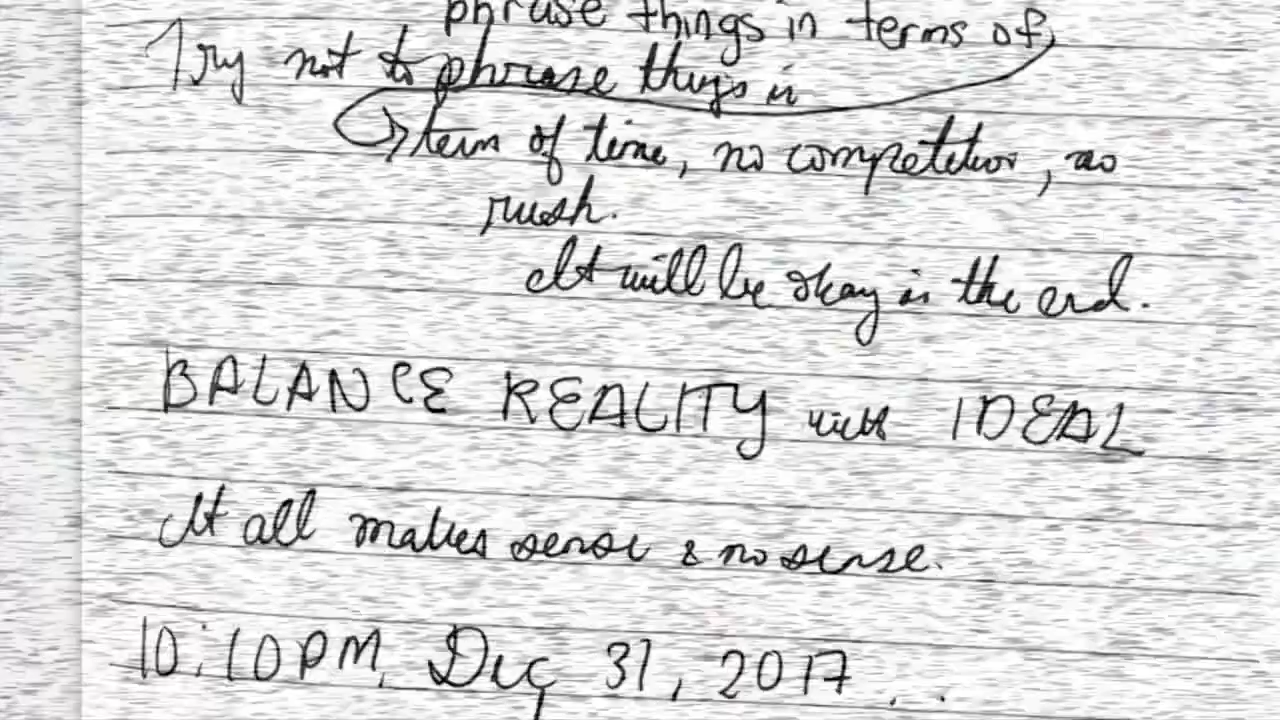 phrase things in terms of
Try not to phrase things in
term of time, no competition, no
rush.
It will be okay in the end.
BALANCE REALITY with IDEAL
It all makes sense & no sense.
10:10PM, Dec 31, 2017...